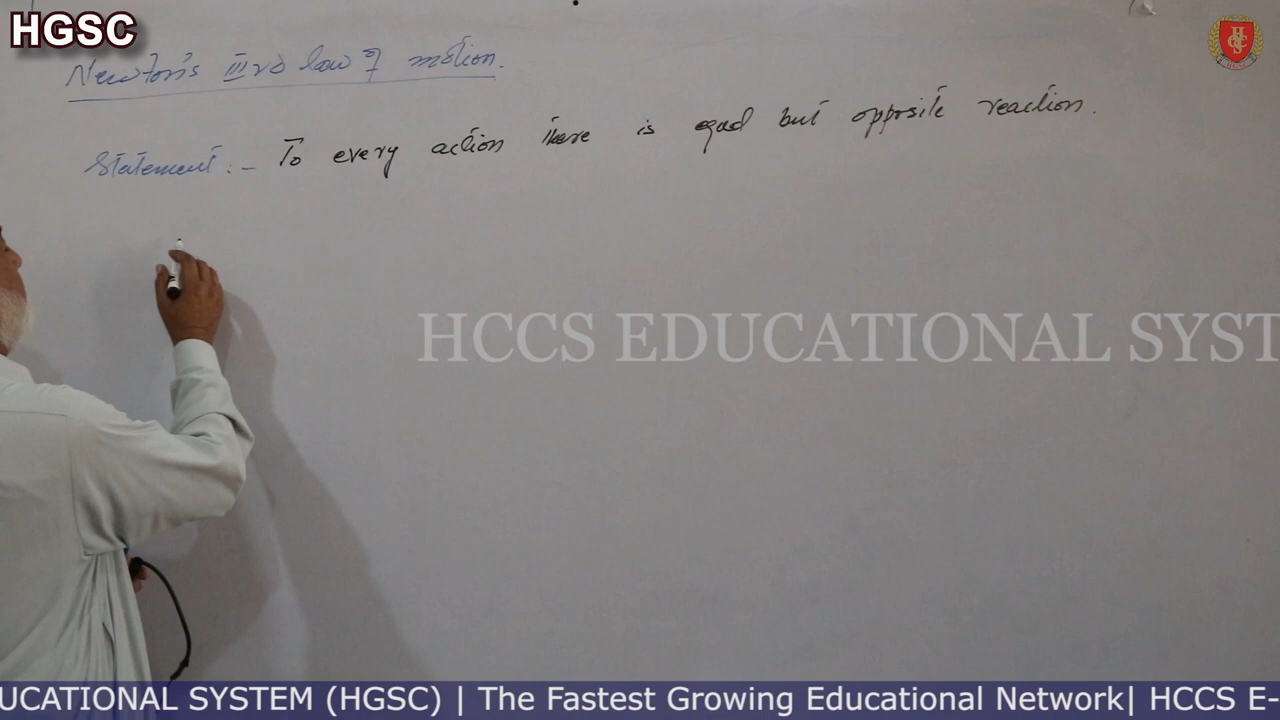 HGSC
Newton's IIIrd law of motion.
Statement :- To every action there is equal but opposite reaction.
HCCS EDUCATIONAL SYST
UCATIONAL SYSTEM (HGSC) | The Fastest Growing Educational Network| HCCS E-